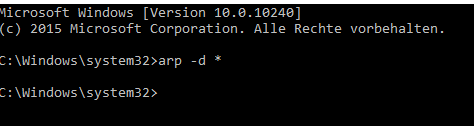 Microsoft Windows [Version 10.0.10240]
(c) 2015 Microsoft Corporation. Alle Rechte vorbehalten.
C:\Windows\system32>arp -d *
C:\Windows\system32>